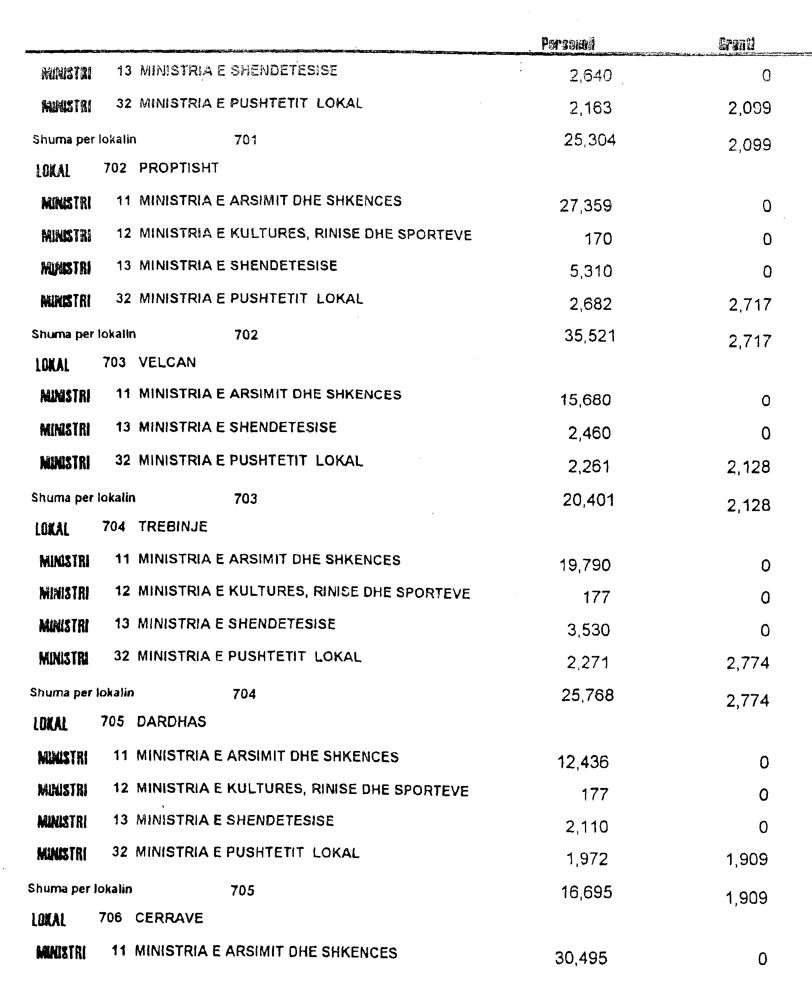 Personeli Granti
MINISTRI 13 MINISTRIA E SHENDETESISE 2,640 0
MINISTRI 32 MINISTRIA E PUSHTETIT LOKAL 2,163 2,099
Shuma per lokalin 701 25,304 2,099
LOKAL 702 PROPTISHT
MINISTRI 11 MINISTRIA E ARSIMIT DHE SHKENCES 27,359 0
MINISTRI 12 MINISTRIA E KULTURES, RINISE DHE SPORTEVE 170 0
MINISTRI 13 MINISTRIA E SHENDETESISE 5,310 0
MINISTRI 32 MINISTRIA E PUSHTETIT LOKAL 2,682 2,717
Shuma per lokalin 702 35,521 2,717
LOKAL 703 VELCAN
MINISTRI 11 MINISTRIA E ARSIMIT DHE SHKENCES 15,680 0
MINISTRI 13 MINISTRIA E SHENDETESISE 2,460 0
MINISTRI 32 MINISTRIA E PUSHTETIT LOKAL 2,261 2,128
Shuma per lokalin 703 20,401 2,128
LOKAL 704 TREBINJE
MINISTRI 11 MINISTRIA E ARSIMIT DHE SHKENCES 19,790 0
MINISTRI 12 MINISTRIA E KULTURES, RINISE DHE SPORTEVE 177 0
MINISTRI 13 MINISTRIA E SHENDETESISE 3,530 0
MINISTRI 32 MINISTRIA E PUSHTETIT LOKAL 2,271 2,774
Shuma per lokalin 704 25,768 2,774
LOKAL 705 DARDHAS
MINISTRI 11 MINISTRIA E ARSIMIT DHE SHKENCES 12,436 0
MINISTRI 12 MINISTRIA E KULTURES, RINISE DHE SPORTEVE 177 0
MINISTRI 13 MINISTRIA E SHENDETESISE 2,110 0
MINISTRI 32 MINISTRIA E PUSHTETIT LOKAL 1,972 1,909
Shuma per lokalin 705 16,695 1,909
LOKAL 706 CERRAVE
MINISTRI 11 MINISTRIA E ARSIMIT DHE SHKENCES 30,495 0